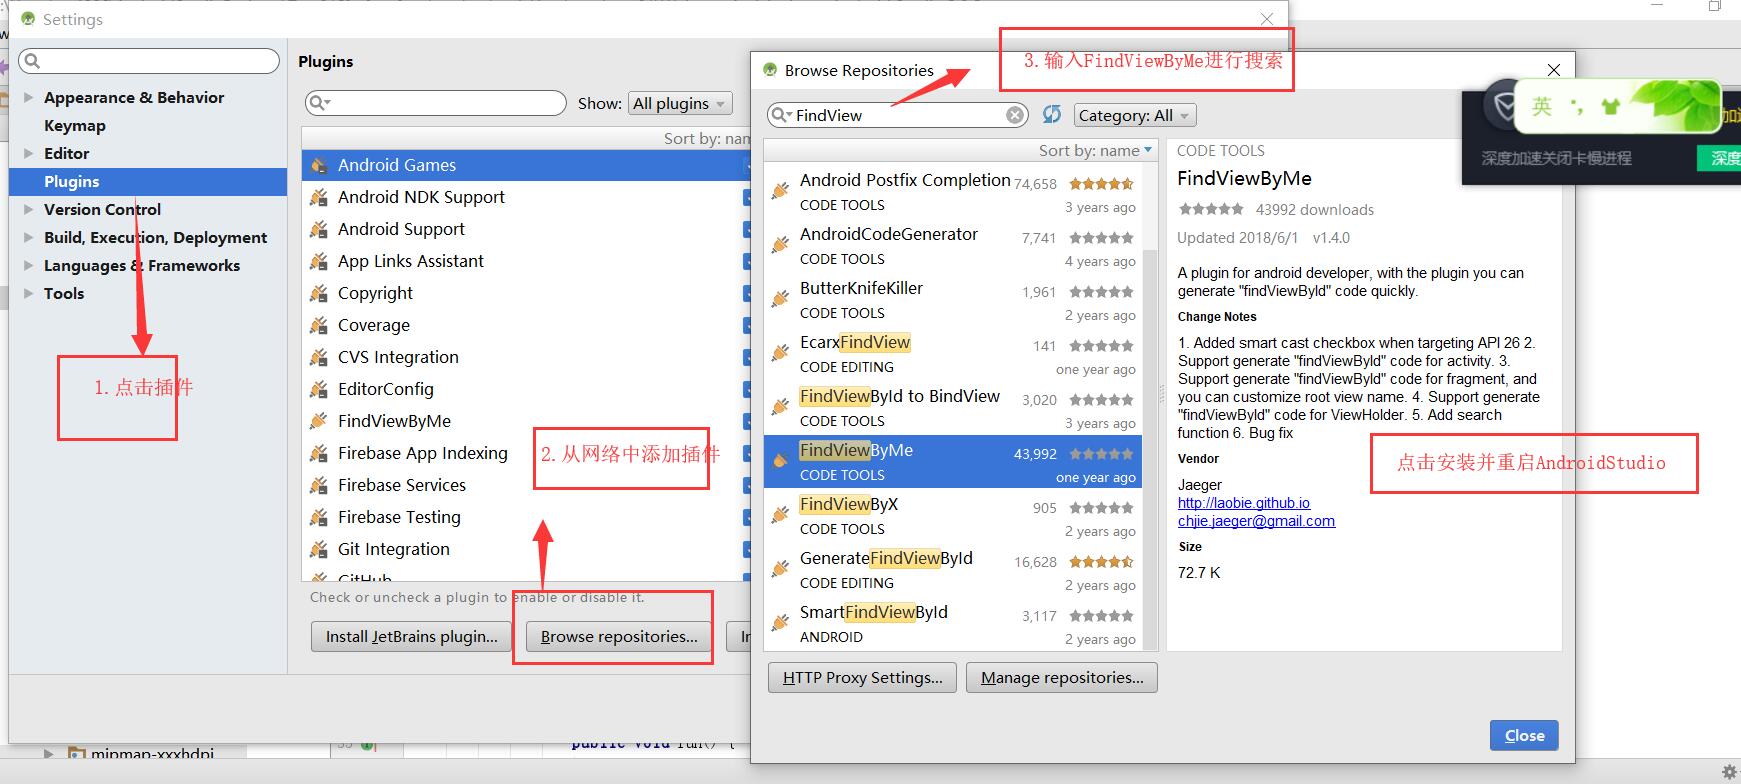 Settings
Appearance & Behavior
Keymap
Editor
Plugins
Version Control
Build, Execution, Deployment
Languages & Frameworks
Tools
1.点击插件
Plugins
Show: All plugins
Sort by: nam
Android Games
Android NDK Support
Android Support
App Links Assistant
Copyright
Coverage
CVS Integration
EditorConfig
FindViewByMe
Firebase App Indexing
Firebase Services
Firebase Testing
Git Integration
GitHub
2.从网络中添加插件
Check or uncheck a plugin to enable or disable it.
Install JetBrains plugin...
Browse repositories...
In
3.输入FindViewByMe进行搜索
Browse Repositories
FindView
Category: All
Sort by: name
Android Postfix Completion 74,658
CODE TOOLS 3 years ago
AndroidCodeGenerator 7,741
CODE TOOLS 4 years ago
ButterKnifeKiller 1,961
CODE TOOLS 2 years ago
EcarxFindView 141
CODE EDITING one year ago
FindViewById to BindView 3,020
CODE TOOLS 3 years ago
FindViewByMe 43,992
CODE TOOLS one year ago
FindViewByX 905
CODE TOOLS 2 years ago
GenerateFindViewById 16,628
CODE EDITING 2 years ago
SmartFindViewById 3,117
ANDROID 2 years ago
HTTP Proxy Settings...
Manage repositories...
CODE TOOLS
FindViewByMe
43992 downloads
Updated 2018/6/1 v1.4.0
A plugin for android developer, with the plugin you can
generate "findViewById" code quickly.
Change Notes
1. Added smart cast checkbox when targeting API 26 2.
Support generate "findViewById" code for activity. 3.
Support generate "findViewById" code for fragment, and
you can customize root view name. 4. Support generate
"findViewById" code for ViewHolder. 5. Add search
function 6. Bug fix
Vendor
Jaeger
http://laobie.github.io
chjie.jaeger@gmail.com
Size
72.7 K
点击安装并重启AndroidStudio
Close
英
加速
深度加速关闭卡慢进程
深度
mipmap-xxxhdpi
public void run() {